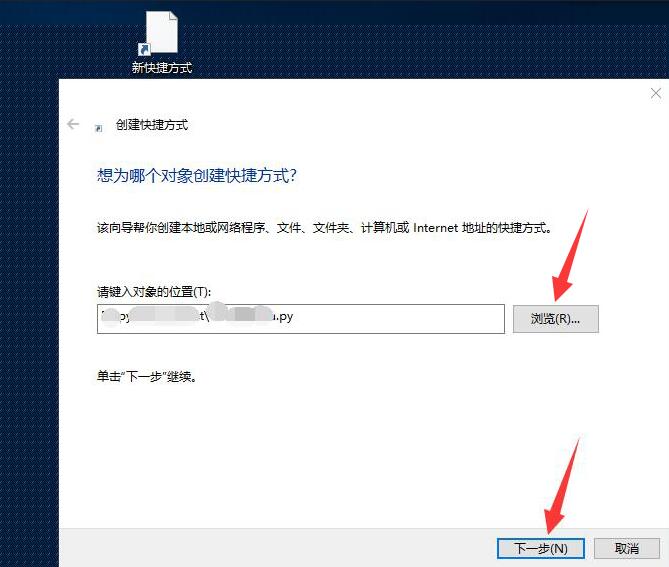 新快捷方式
创建快捷方式
想为哪个对象创建快捷方式?
该向导帮你创建本地或网络程序、文件、文件夹、计算机或 Internet 地址的快捷方式。
请键入对象的位置(T):
py t\ u.py
浏览(R)...
单击“下一步”继续。
下一步(N)
取消